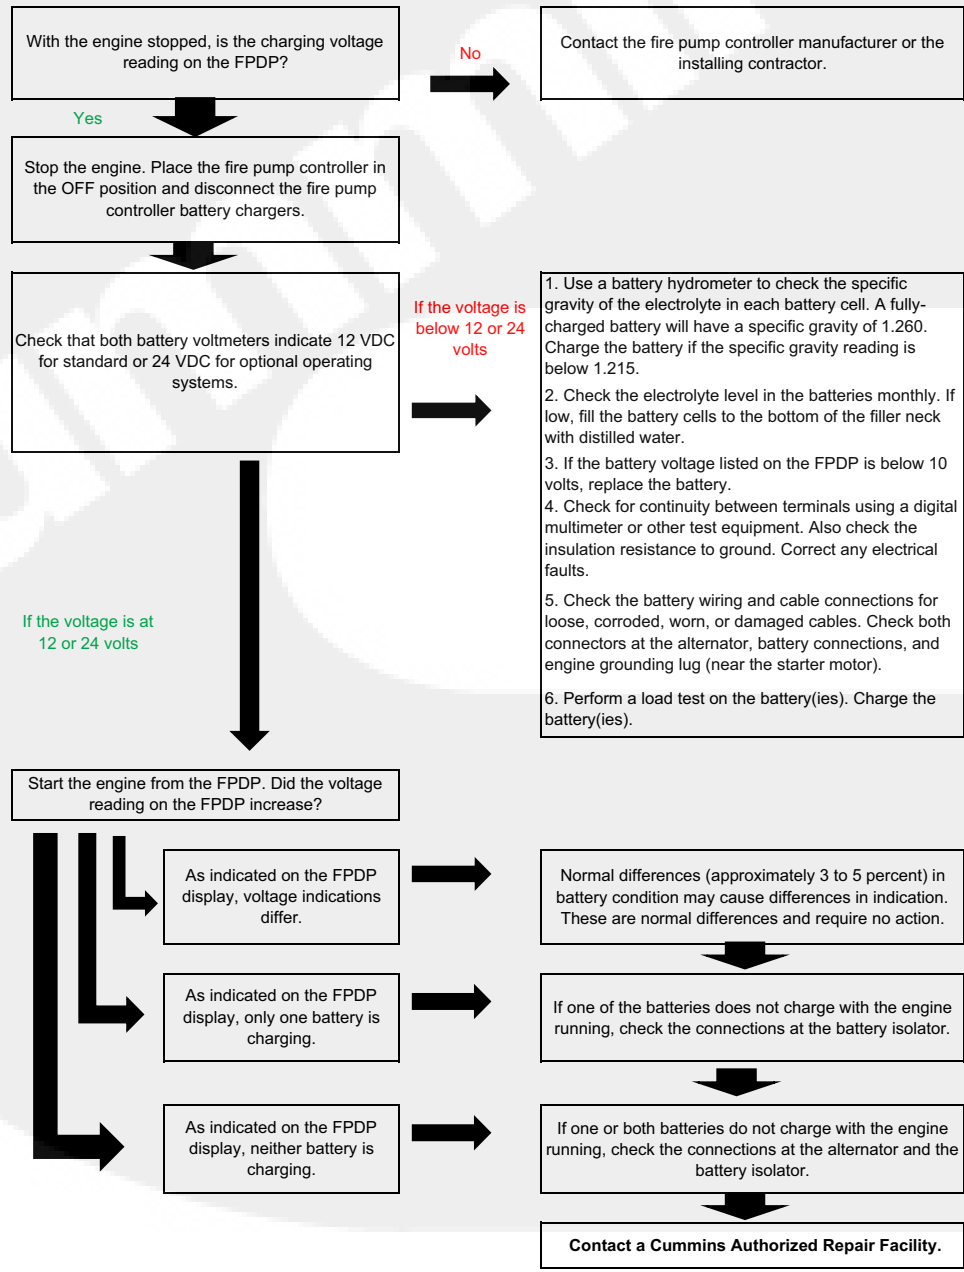 With the engine stopped, is the charging voltage
reading on the FPDP?
No
Contact the fire pump controller manufacturer or the
installing contractor.
Yes
Stop the engine. Place the fire pump controller in
the OFF position and disconnect the fire pump
controller battery chargers.
Check that both battery voltmeters indicate 12 VDC
for standard or 24 VDC for optional operating
systems.
If the voltage is
below 12 or 24
volts
1. Use a battery hydrometer to check the specific
gravity of the electrolyte in each battery cell. A fully-
charged battery will have a specific gravity of 1.260.
Charge the battery if the specific gravity reading is
below 1.215.
2. Check the electrolyte level in the batteries monthly. If
low, fill the battery cells to the bottom of the filler neck
with distilled water.
3. If the battery voltage listed on the FPDP is below 10
volts, replace the battery.
4. Check for continuity between terminals using a digital
multimeter or other test equipment. Also check the
insulation resistance to ground. Correct any electrical
faults.
5. Check the battery wiring and cable connections for
loose, corroded, worn, or damaged cables. Check both
connectors at the alternator, battery connections, and
engine grounding lug (near the starter motor).
6. Perform a load test on the battery(ies). Charge the
battery(ies).
If the voltage is at
12 or 24 volts
Start the engine from the FPDP. Did the voltage
reading on the FPDP increase?
As indicated on the FPDP
display, voltage indications
differ.
Normal differences (approximately 3 to 5 percent) in
battery condition may cause differences in indication.
These are normal differences and require no action.
As indicated on the FPDP
display, only one battery is
charging.
If one of the batteries does not charge with the engine
running, check the connections at the battery isolator.
As indicated on the FPDP
display, neither battery is
charging.
If one or both batteries do not charge with the engine
running, check the connections at the alternator and the
battery isolator.
Contact a Cummins Authorized Repair Facility.